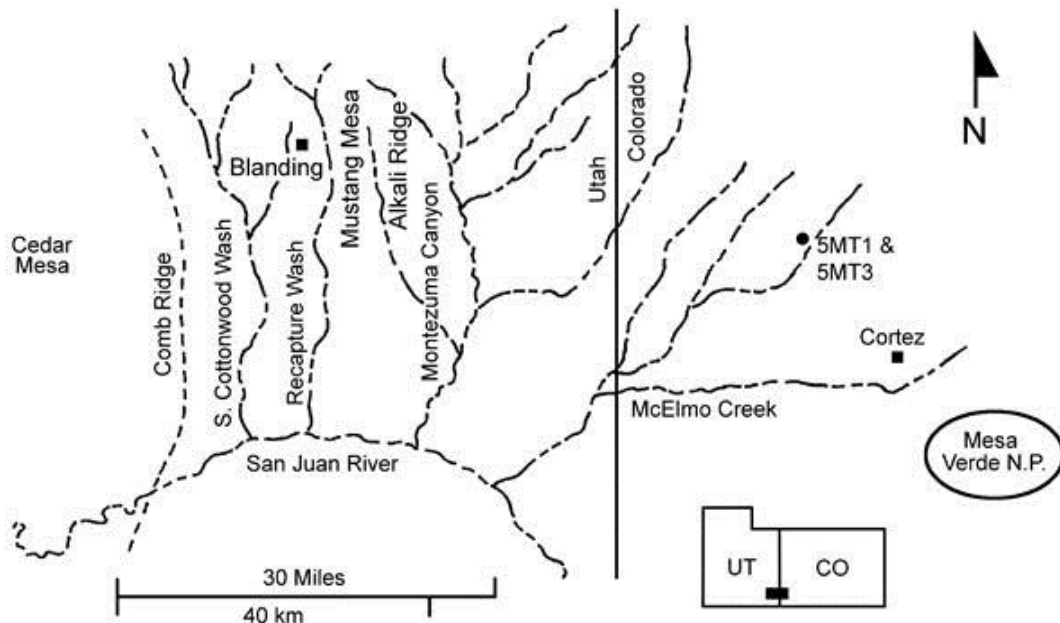 N
Utah
Colorado
Blanding
Mustang Mesa
Alkali Ridge
Cedar
Mesa
Comb Ridge
S. Cottonwood Wash
Recapture Wash
Montezuma Canyon
5MT1 &
5MT3
Cortez
McElmo Creek
Mesa
Verde N.P.
San Juan River
30 Miles
40 km
UT
CO